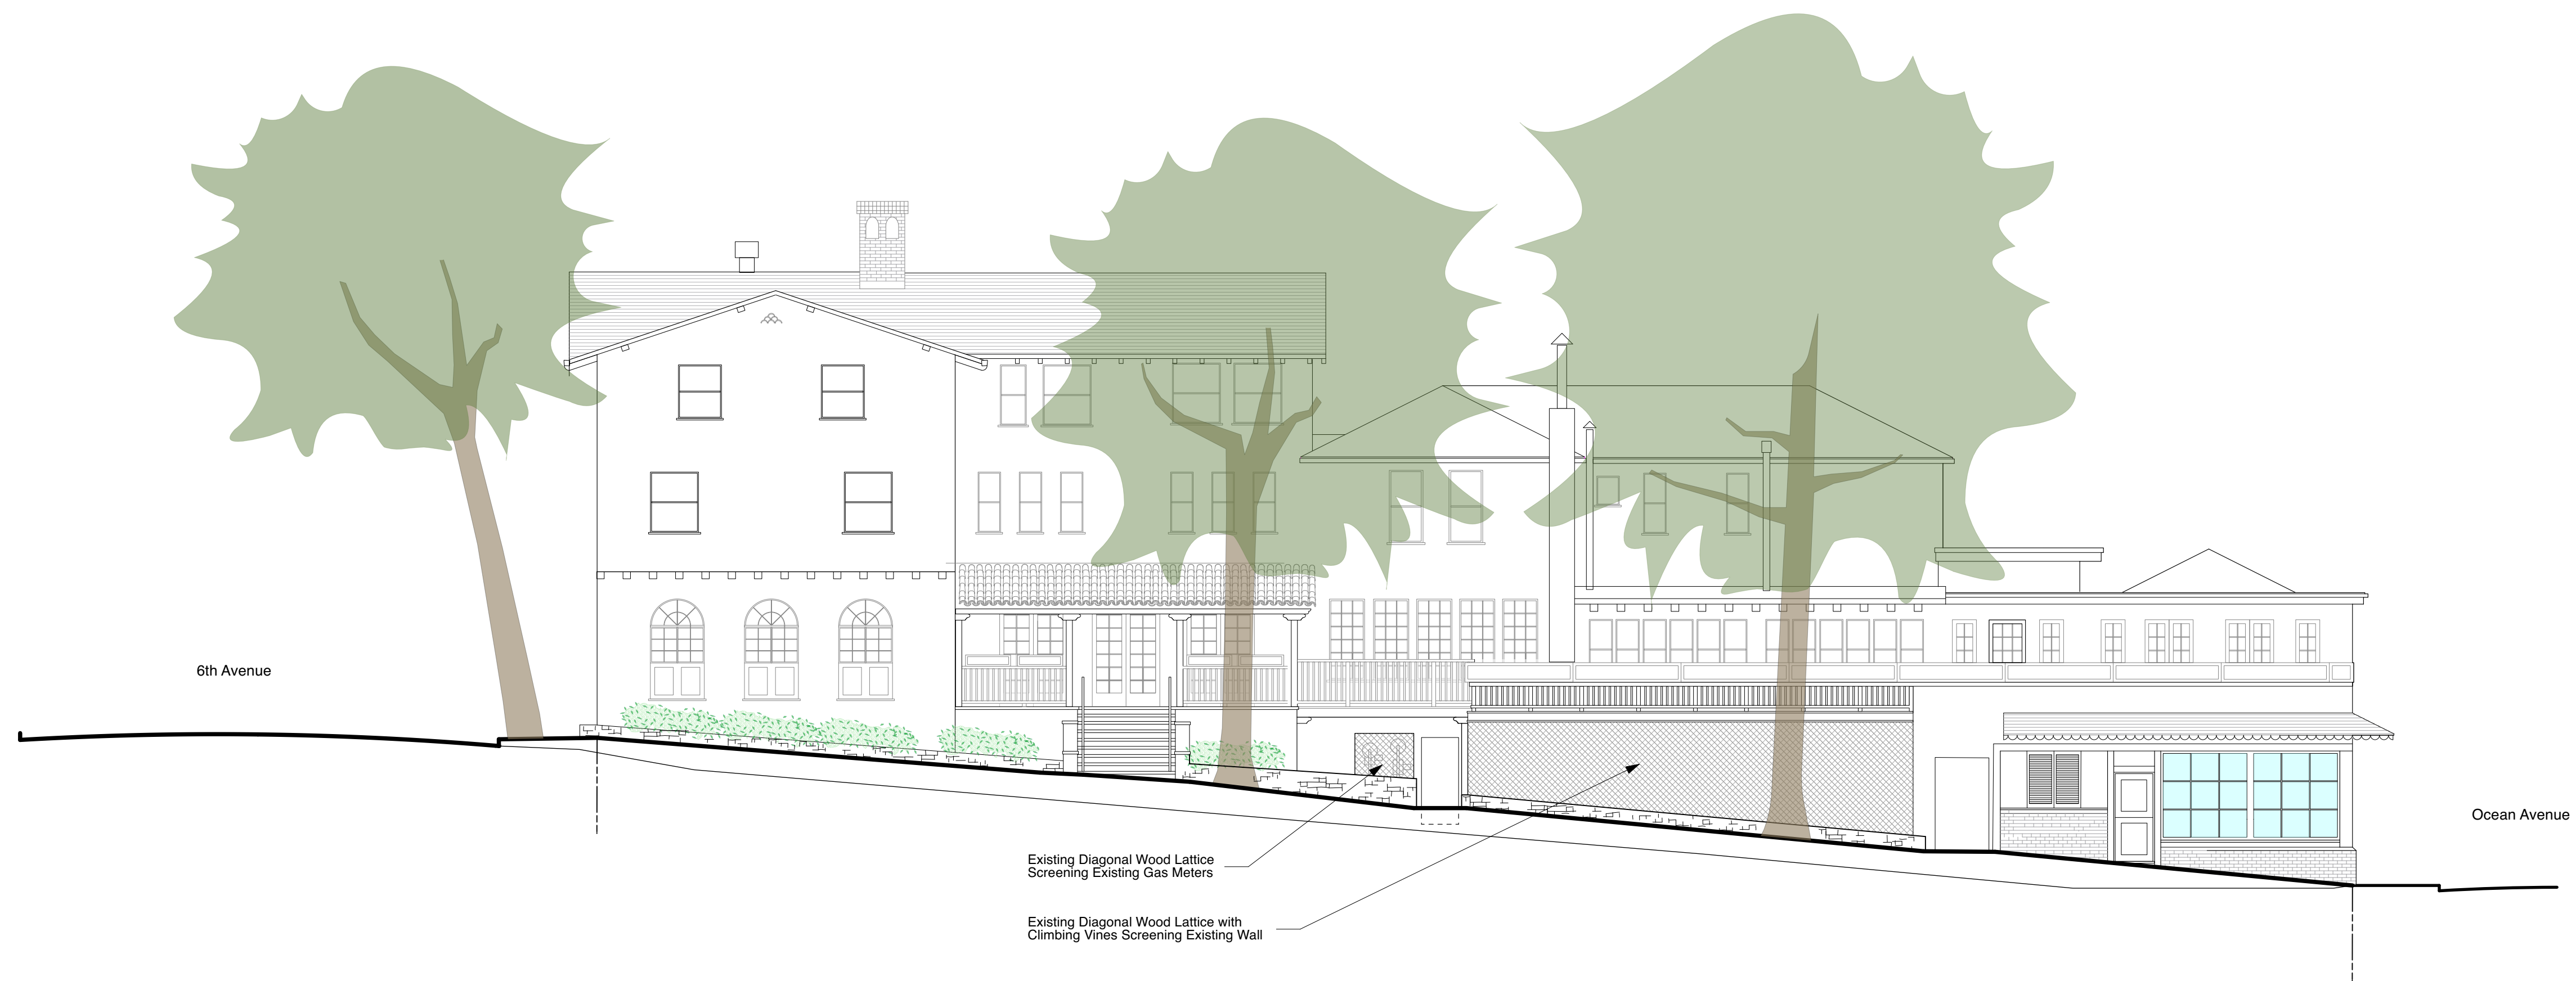 6th Avenue
Ocean Avenue
Existing Diagonal Wood Lattice
Screening Existing Gas Meters
Existing Diagonal Wood Lattice with
Climbing Vines Screening Existing Wall